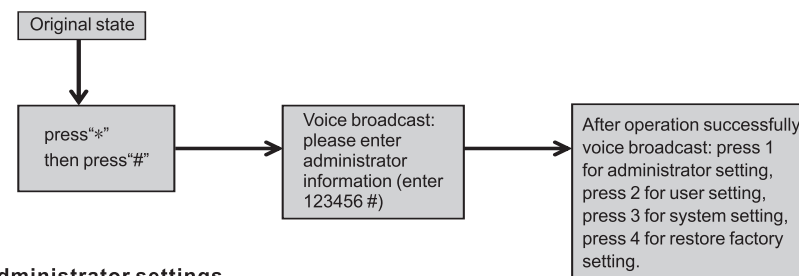 Original state
press“*”
then press“#”
Voice broadcast:
please enter
administrator
information (enter
123456 #)
After operation successfully
voice broadcast: press 1
for administrator setting,
press 2 for user setting,
press 3 for system setting,
press 4 for restore factory
setting.
dministrator settings